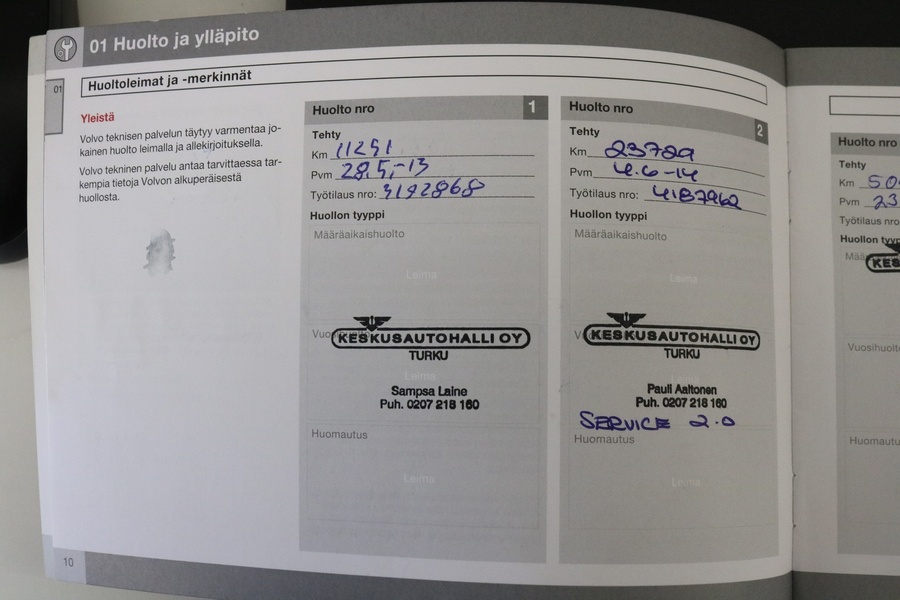 01 Huolto ja ylläpito
01
Huoltoleimat ja -merkinnät
Yleistä
Volvo teknisen palvelun täytyy varmentaa jo-
kainen huolto leimalla ja allekirjoituksella.
Volvo tekninen palvelu antaa tarvittaessa tar-
kempia tietoja Volvon alkuperäisestä
huollosta.
Huolto nro 1
Tehty
Km 11251
Pvm 28.5.-13
Työtilaus nro: 3192868
Huollon tyyppi
Määräaikaishuolto
Leima
KESKUSAUTOHALLI OY
TURKU
Leima
Sampsa Laine
Puh. 0207 218 160
Huomautus
Leima
Huolto nro 2
Tehty
Km 23729
Pvm 4.6-14
Työtilaus nro: 4187962
Huollon tyyppi
Määräaikaishuolto
Leima
KESKUSAUTOHALLI OY
TURKU
Pauli Aaltonen
Puh. 0207 218 160
SERVICE 2.0
Huomautus
Leima
Huolto nro
Tehty
Km
Pvm 23
Työtilaus nro
Huollon
KES
Vuosihuolto
Huomautus
10